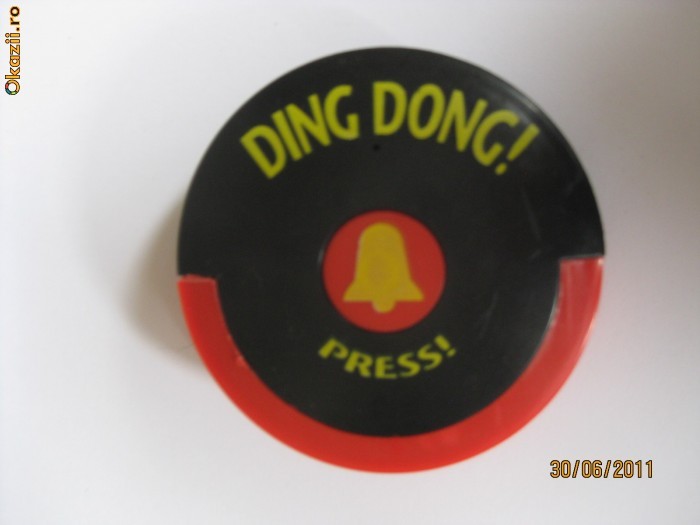 Okazii.ro
DING DONG!
PRESS!
30/06/2011